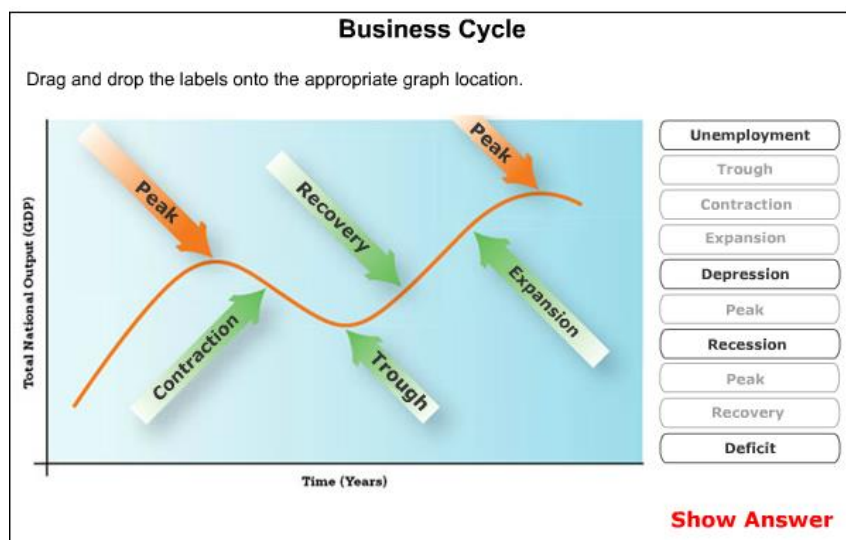 Business Cycle
Drag and drop the labels onto the appropriate graph location.
Total National Output (GDP)
Peak
Contraction
Recovery
Trough
Peak
Expansion
Time (Years)
Unemployment
Trough
Contraction
Expansion
Depression
Peak
Recession
Peak
Recovery
Deficit
Show Answer